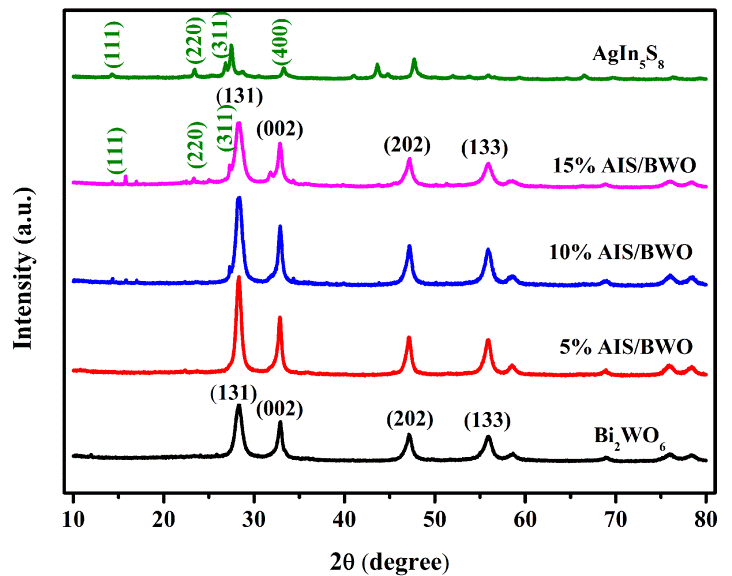 (111)
(220)
(311)
(400)
AgIn₅S₈
(131)
(002)
(111)
(220)
(311)
(202)
(133)
15% AIS/BWO
10% AIS/BWO
5% AIS/BWO
(131)
(002)
(202)
(133)
Bi₂WO₆
Intensity (a.u.)
10 20 30 40 50 60 70 80
2θ (degree)